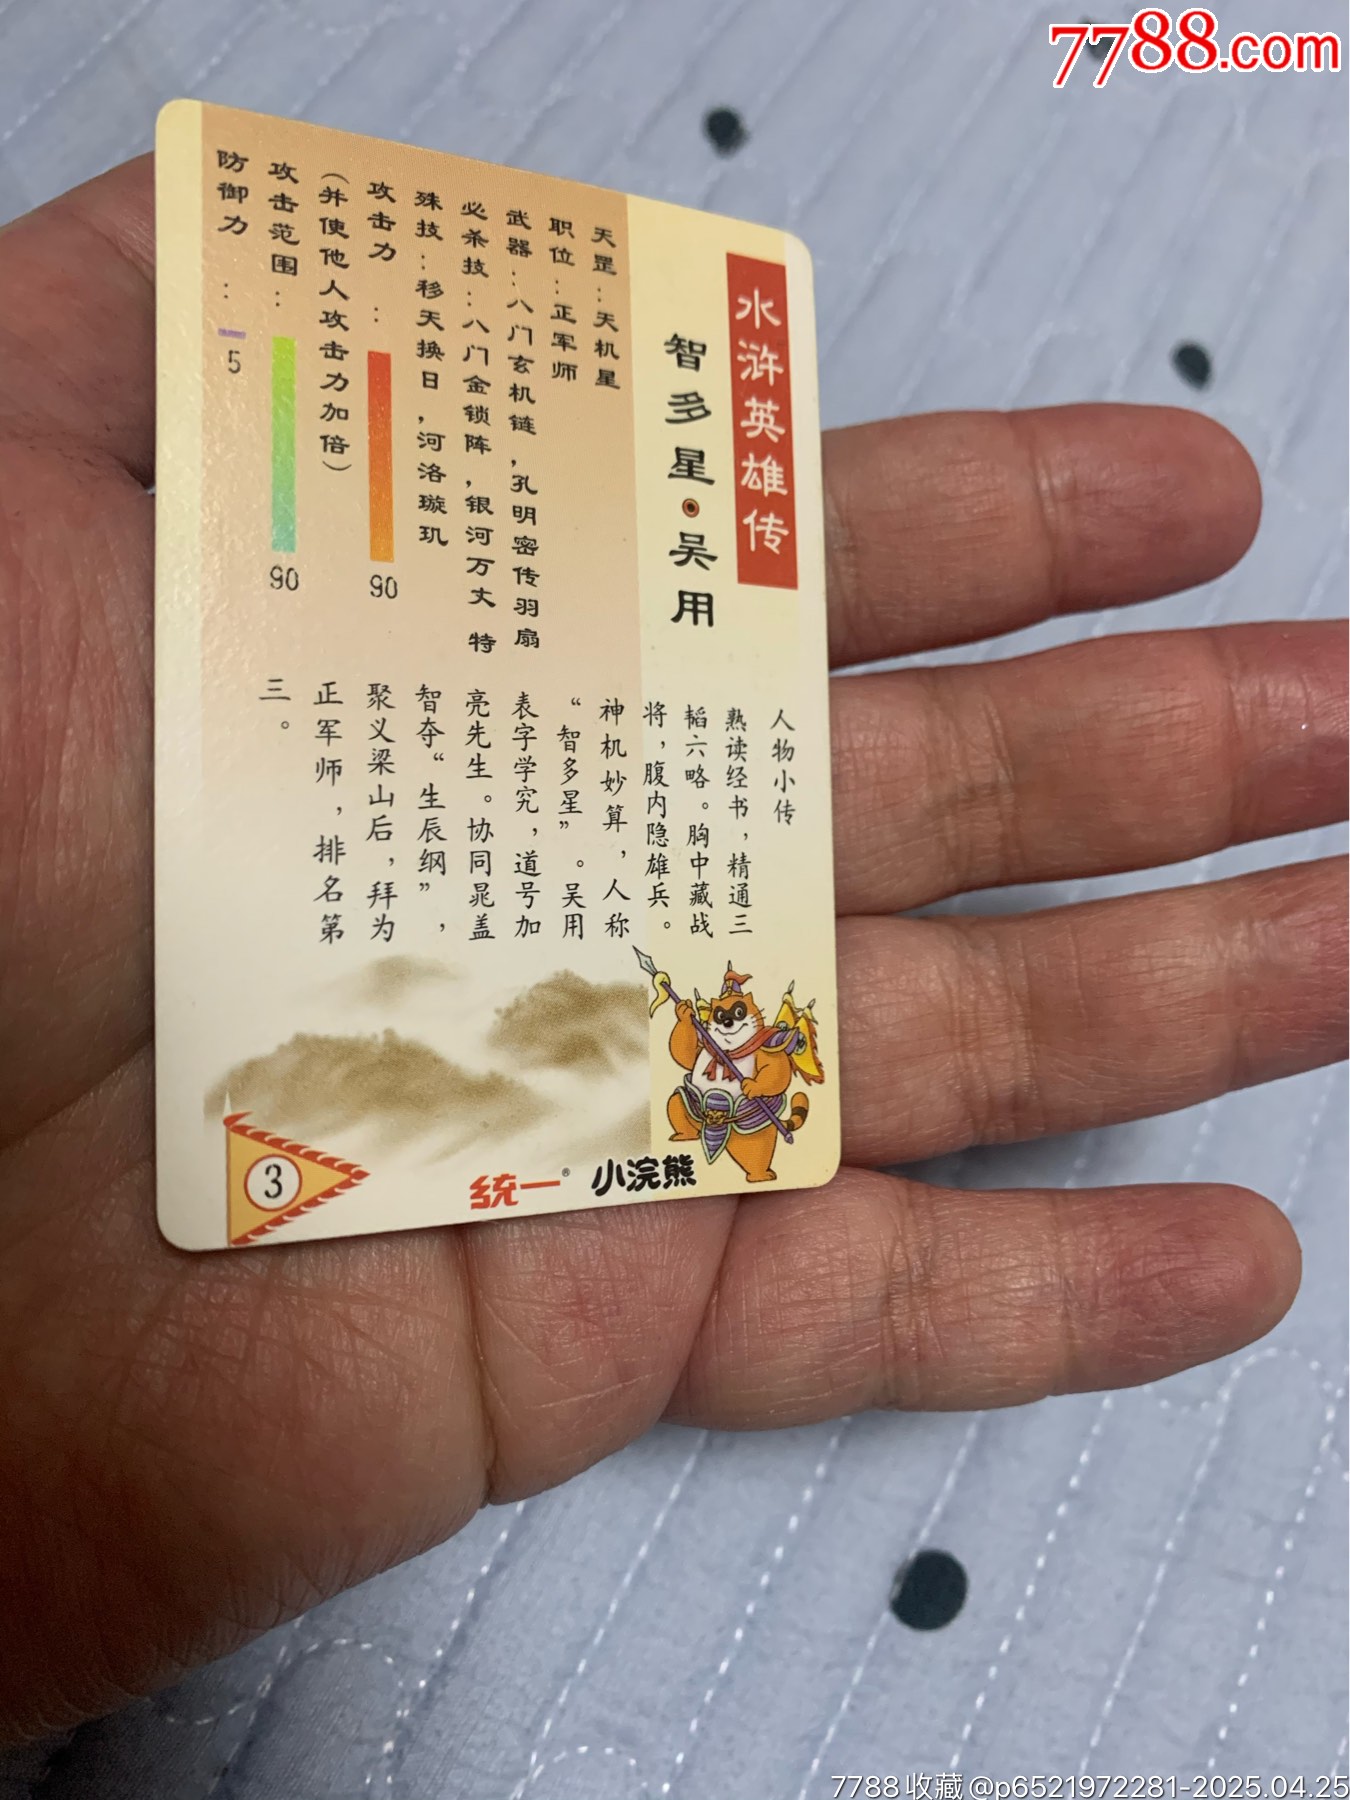 7788.com
水浒英雄传
智多星·吴用
天罡：天机星
职位：正军师
武器：八门玄机链，孔明密传羽扇
必杀技：八门金锁阵，银河万丈 特
殊技：移天换日，河洛璇玑
攻击力：90
（并使他人攻击力加倍）
攻击范围：90
防御力：5
人物小传
熟读经书，精通三
韬六略。胸中藏战
将，腹内隐雄兵。
神机妙算，人称
“智多星”。吴用
表字学究，道号加
亮先生。协同晁盖
智夺“生辰纲”，
聚义梁山后，拜为
正军师，排名第
三。
3
统一® 小浣熊
7788收藏@p6521972281-2025.04.25